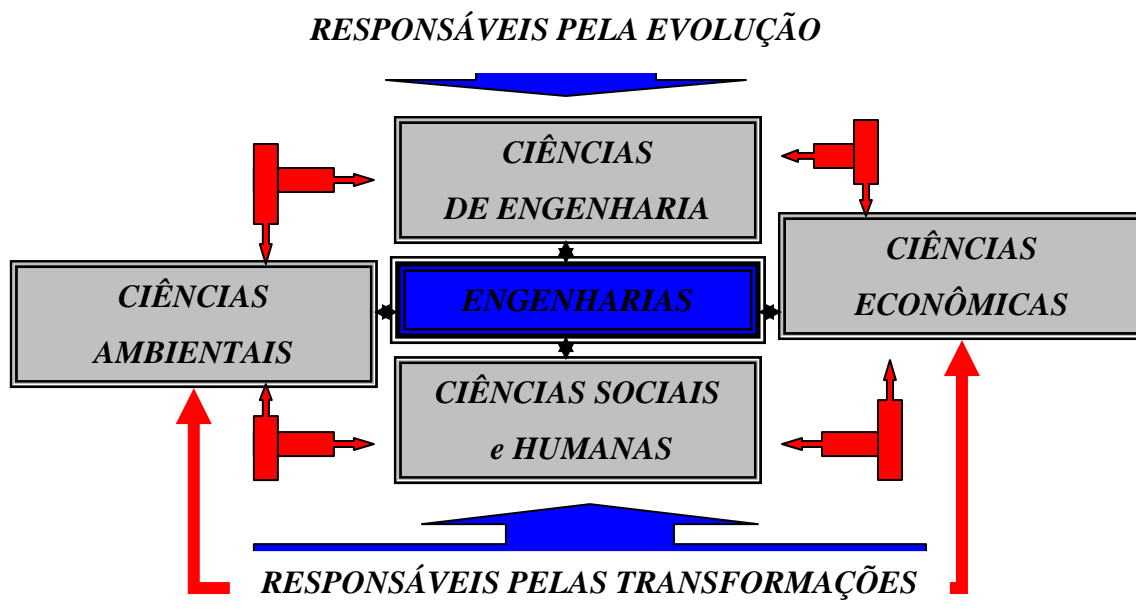 RESPONSÁVEIS PELA EVOLUÇÃO
CIÊNCIAS
DE ENGENHARIA
CIÊNCIAS
AMBIENTAIS
ENGENHARIAS
CIÊNCIAS
ECONÔMICAS
CIÊNCIAS SOCIAIS
e HUMANAS
RESPONSÁVEIS PELAS TRANSFORMAÇÕES